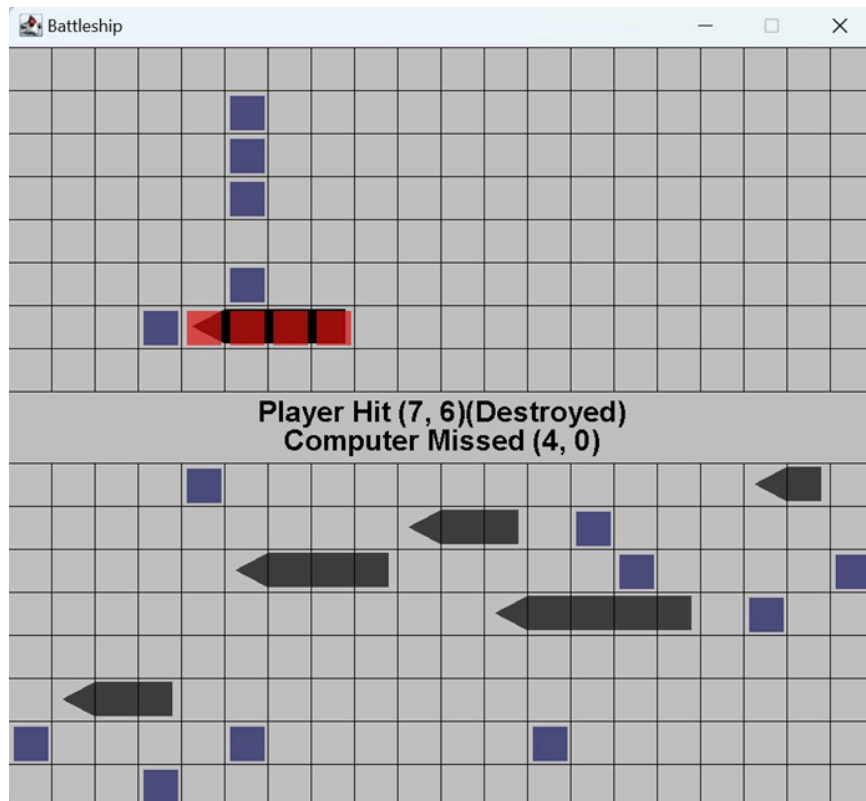 Battleship
Player Hit (7, 6)(Destroyed)
Computer Missed (4, 0)